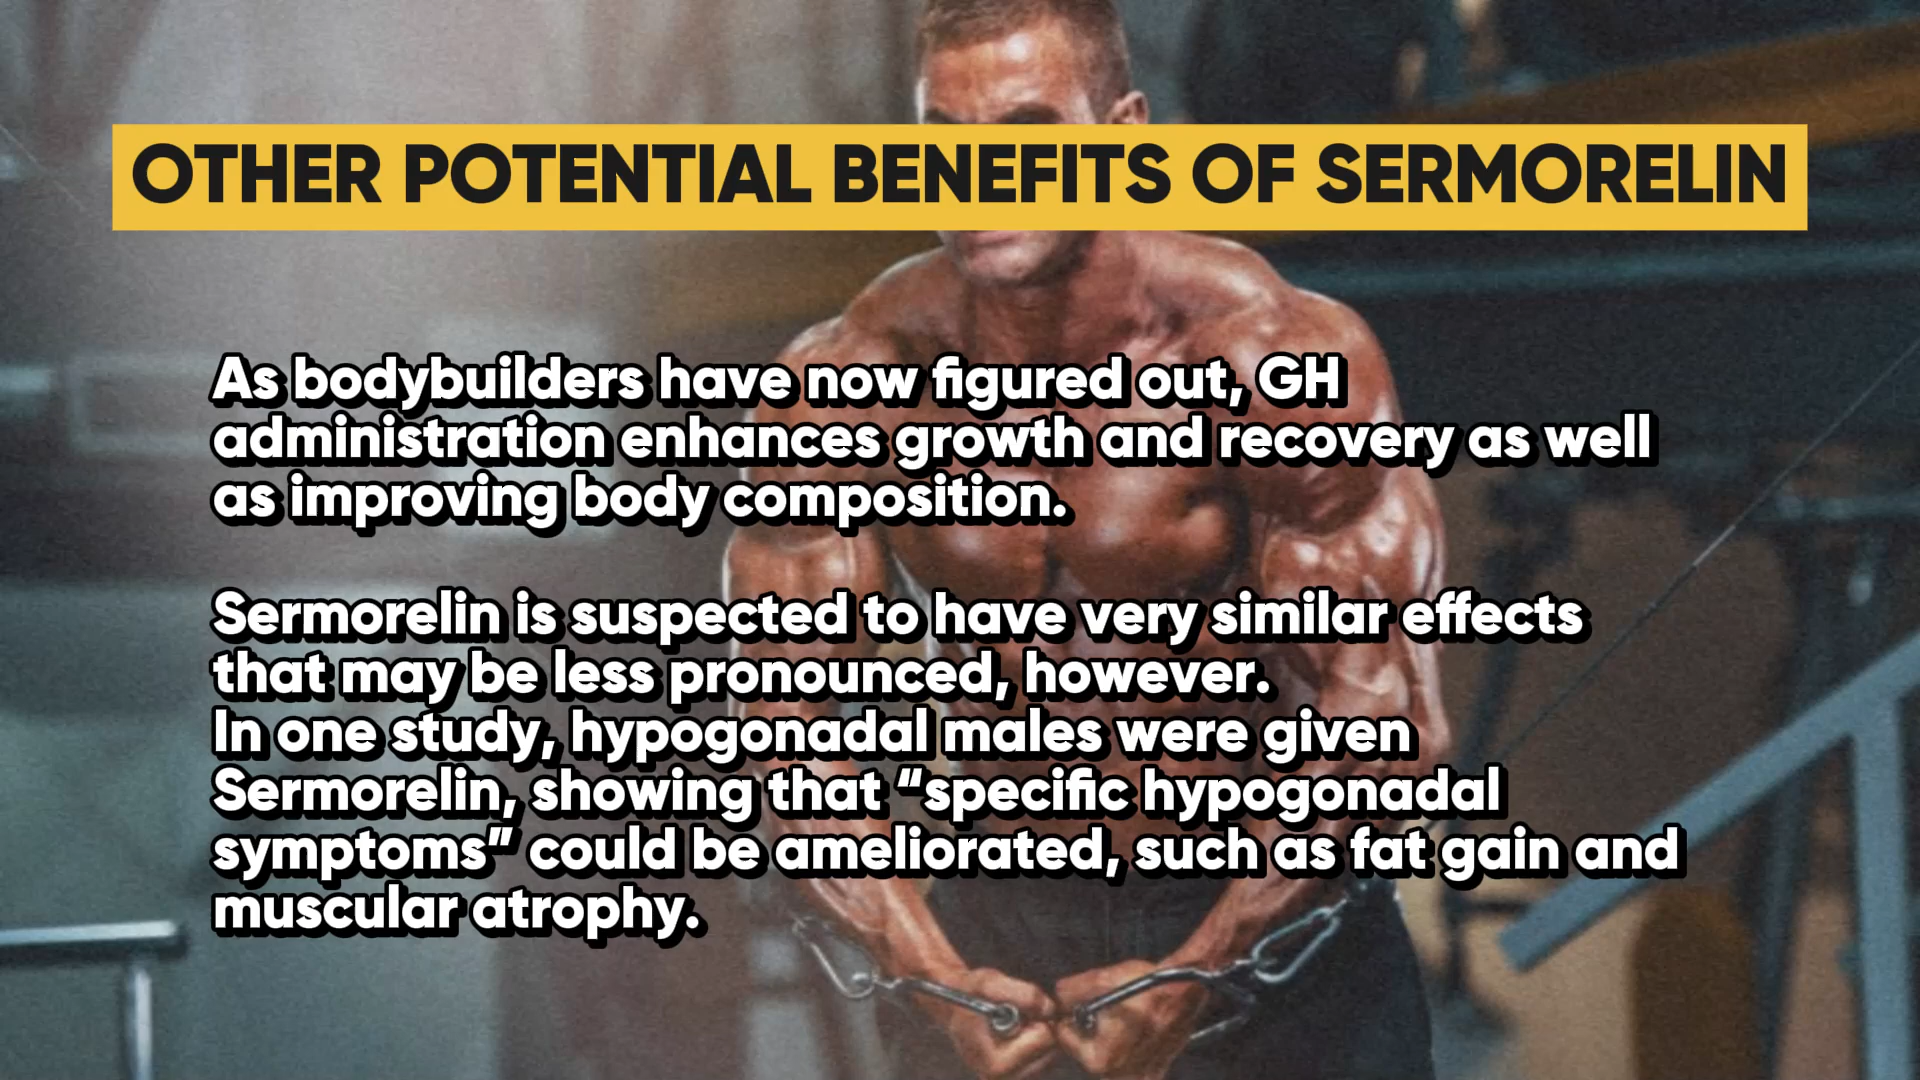 OTHER POTENTIAL BENEFITS OF SERMORELIN
As bodybuilders have now figured out, GH
administration enhances growth and recovery as well
as improving body composition.
Sermorelin is suspected to have very similar effects
that may be less pronounced, however.
In one study, hypogonadal males were given
Sermorelin, showing that “specific hypogonadal
symptoms” could be ameliorated, such as fat gain and
muscular atrophy.